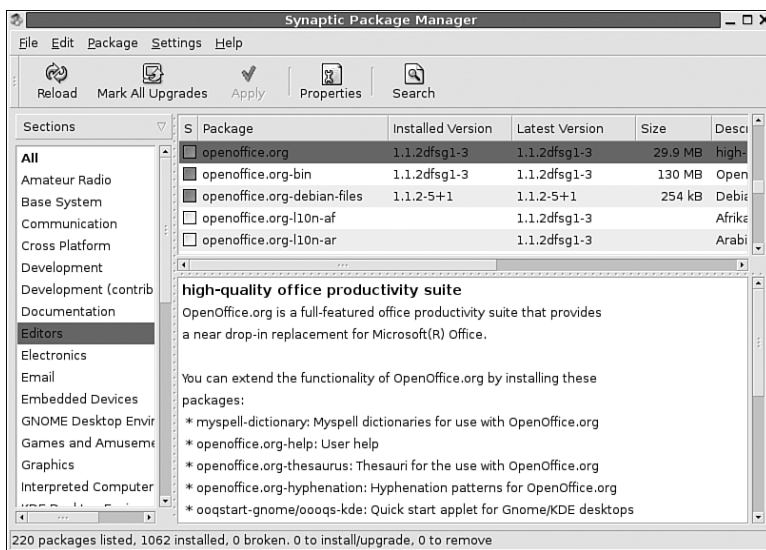 Synaptic Package Manager
File Edit Package Settings Help
Reload Mark All Upgrades Apply Properties Search
Sections
All
Amateur Radio
Base System
Communication
Cross Platform
Development
Development (contrib
Documentation
Editors
Electronics
Email
Embedded Devices
GNOME Desktop Envir
Games and Amuseme
Graphics
Interpreted Computer
S Package Installed Version Latest Version Size Descr
openoffice.org 1.1.2dfsg1-3 1.1.2dfsg1-3 29.9 MB high-
openoffice.org-bin 1.1.2dfsg1-3 1.1.2dfsg1-3 130 MB Open
openoffice.org-debian-files 1.1.2-5+1 1.1.2-5+1 254 kB Debia
openoffice.org-l10n-af 1.1.2dfsg1-3 Afrika
openoffice.org-l10n-ar 1.1.2dfsg1-3 Arabi
high-quality office productivity suite
OpenOffice.org is a full-featured office productivity suite that provides
a near drop-in replacement for Microsoft(R) Office.
You can extend the functionality of OpenOffice.org by installing these
packages:
* myspell-dictionary: Myspell dictionaries for use with OpenOffice.org
* openoffice.org-help: User help
* openoffice.org-thesaurus: Thesauri for the use with OpenOffice.org
* openoffice.org-hyphenation: Hyphenation patterns for OpenOffice.org
* ooqstart-gnome/oooqs-kde: Quick start applet for Gnome/KDE desktops
220 packages listed, 1062 installed, 0 broken. 0 to install/upgrade, 0 to remove